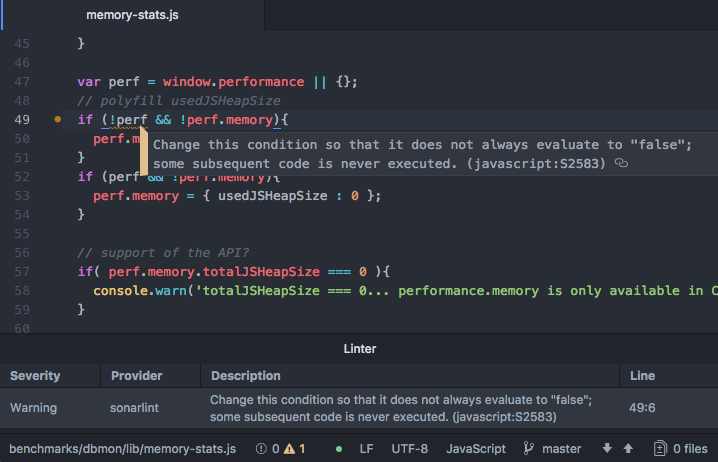 memory-stats.js
45 }
46
47 var perf = window.performance || {};
48 // polyfill usedJSHeapSize
49 if (!perf && !perf.memory){
50 perf.m
Change this condition so that it does not always evaluate to "false";
51 }
some subsequent code is never executed. (javascript:S2583)
52 if (perf && !perf.memory){
53 perf.memory = { usedJSHeapSize : 0 };
54 }
55
56 // support of the API?
57 if( perf.memory.totalJSHeapSize === 0 ){
58 console.warn('totalJSHeapSize === 0... performance.memory is only available in C
59 }
60
Linter
Severity Provider Description Line
Warning sonarlint Change this condition so that it does not always evaluate to "false"; 49:6
some subsequent code is never executed. (javascript:S2583)
benchmarks/dbmon/lib/memory-stats.js 0 1 LF UTF-8 JavaScript master 0 files